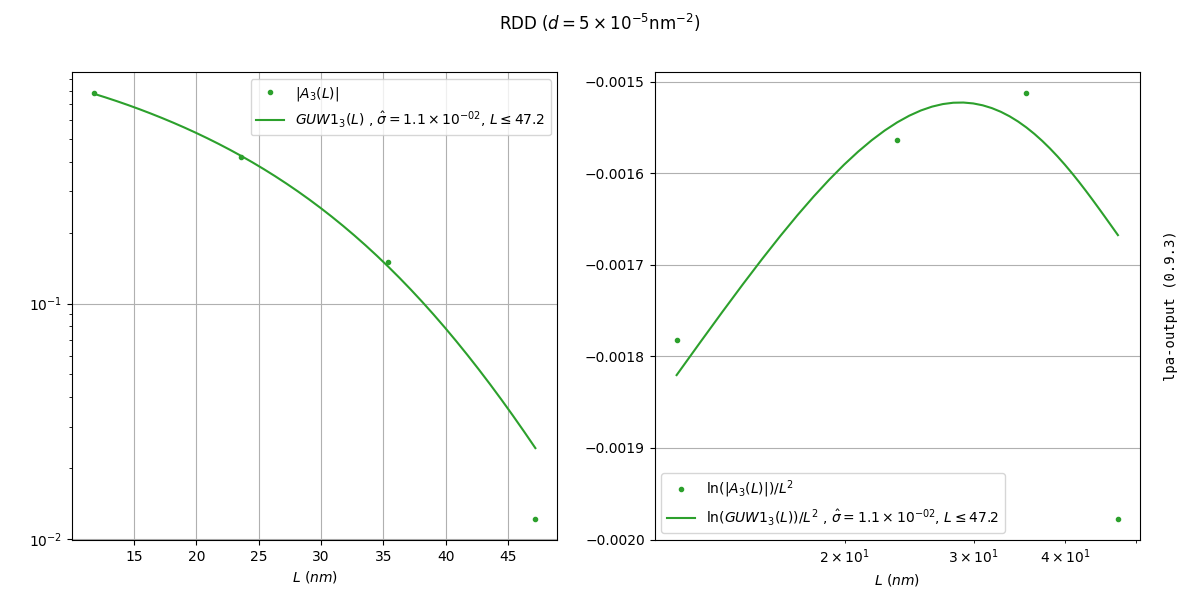 RDD (d = 5 × 10⁻⁵nm⁻²)
|A₃(L)|
GUW1₃(L) , σ̂ = 1.1 × 10⁻⁰², L ≤ 47.2
10⁻¹
10⁻²
15 20 25 30 35 40 45
L (nm)
−0.0015
−0.0016
−0.0017
−0.0018
−0.0019
−0.0020
ln(|A₃(L)|)/L²
ln(GUW1₃(L))/L² , σ̂ = 1.1 × 10⁻⁰², L ≤ 47.2
2 × 10¹ 3 × 10¹ 4 × 10¹
L (nm)
lpa-output (0.9.3)